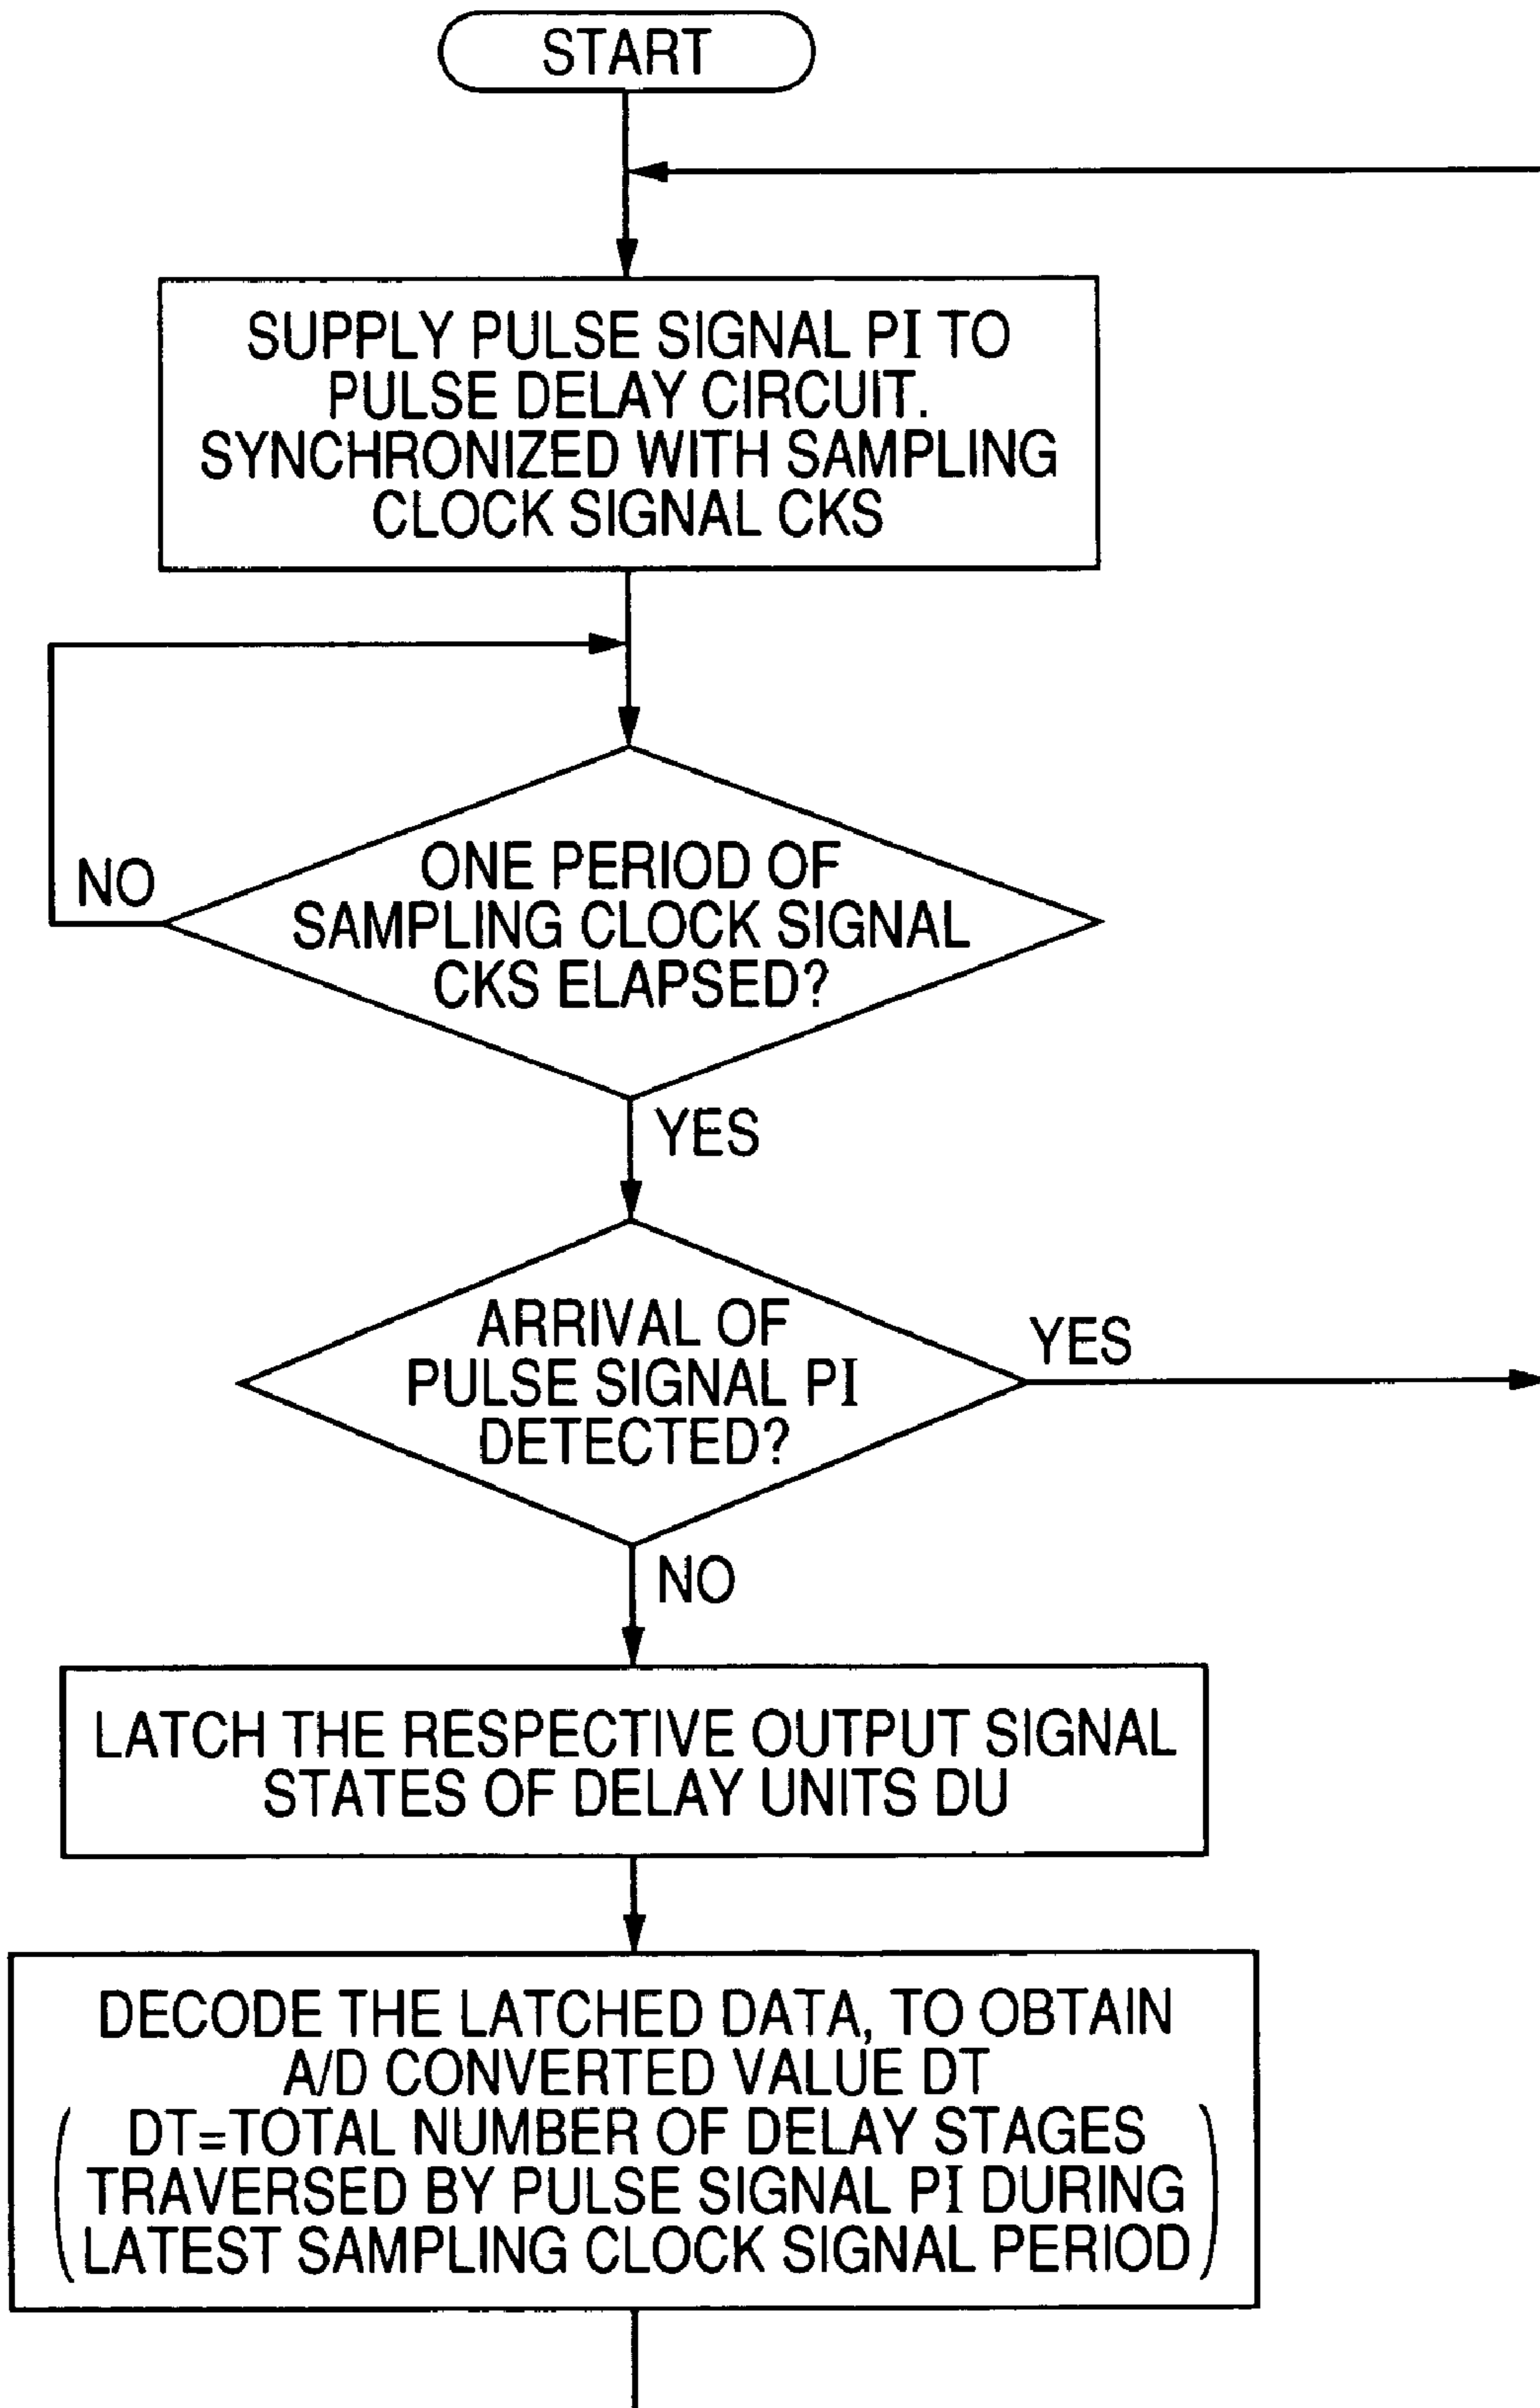 START
SUPPLY PULSE SIGNAL PI TO
PULSE DELAY CIRCUIT.
SYNCHRONIZED WITH SAMPLING
CLOCK SIGNAL CKS
NO
ONE PERIOD OF
SAMPLING CLOCK SIGNAL
CKS ELAPSED?
YES
ARRIVAL OF
PULSE SIGNAL PI
DETECTED?
YES
NO
LATCH THE RESPECTIVE OUTPUT SIGNAL
STATES OF DELAY UNITS DU
DECODE THE LATCHED DATA, TO OBTAIN
A/D CONVERTED VALUE DT
(DT=TOTAL NUMBER OF DELAY STAGES
TRAVERSED BY PULSE SIGNAL PI DURING
LATEST SAMPLING CLOCK SIGNAL PERIOD)